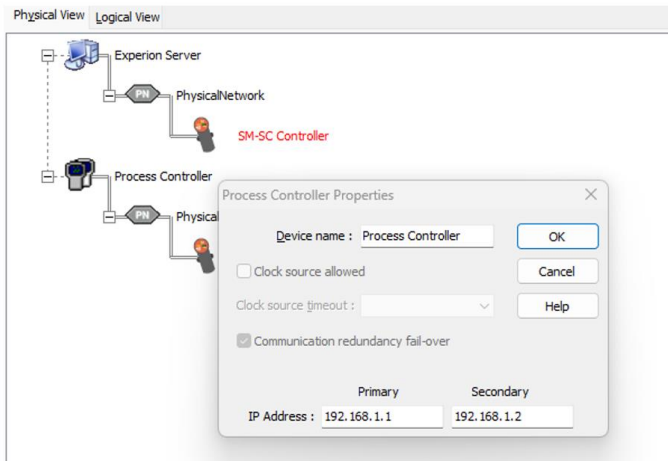 Physical View Logical View
Experion Server
PN PhysicalNetwork
SM-SC Controller
Process Controller
PN Physical
Process Controller Properties
Device name : Process Controller OK
Clock source allowed Cancel
Clock source timeout : Help
Communication redundancy fail-over
Primary Secondary
IP Address : 192.168.1.1 192.168.1.2